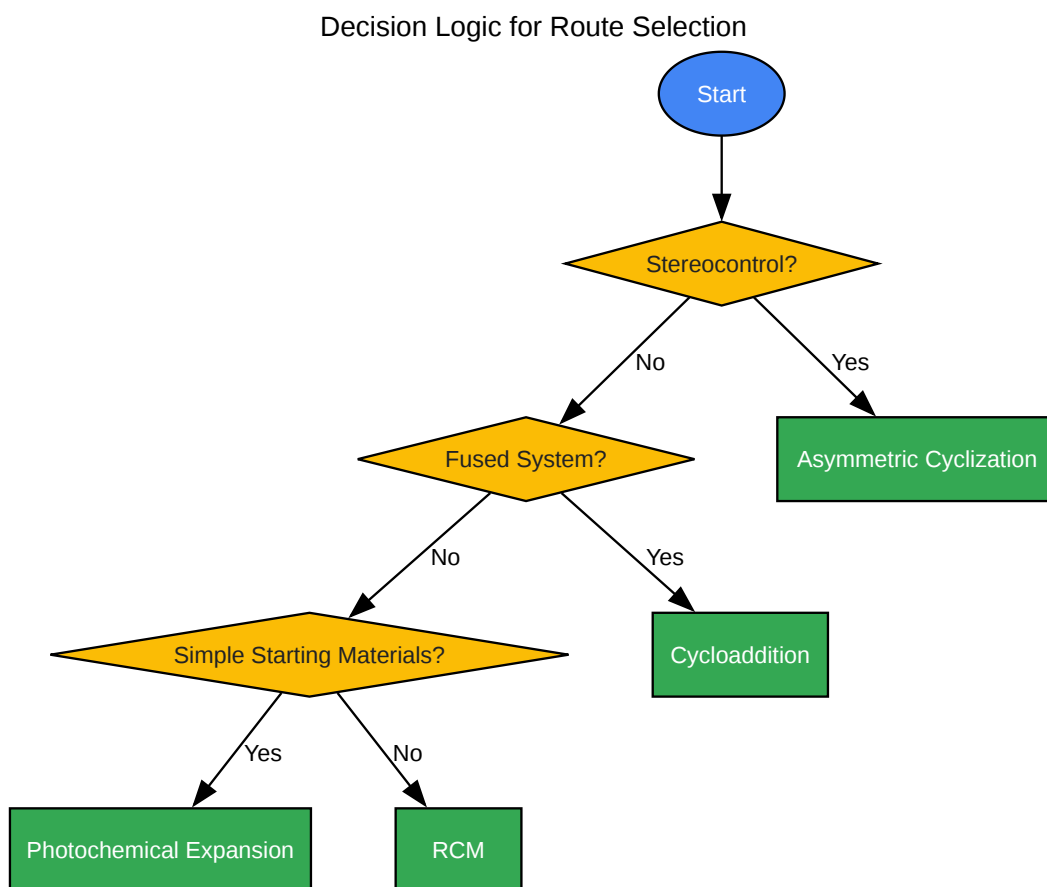 Decision Logic for Route Selection
Start
Stereocontrol?
No
Yes
Fused System?
Asymmetric Cyclization
No
Yes
Simple Starting Materials?
Cycloaddition
Yes
No
Photochemical Expansion
RCM